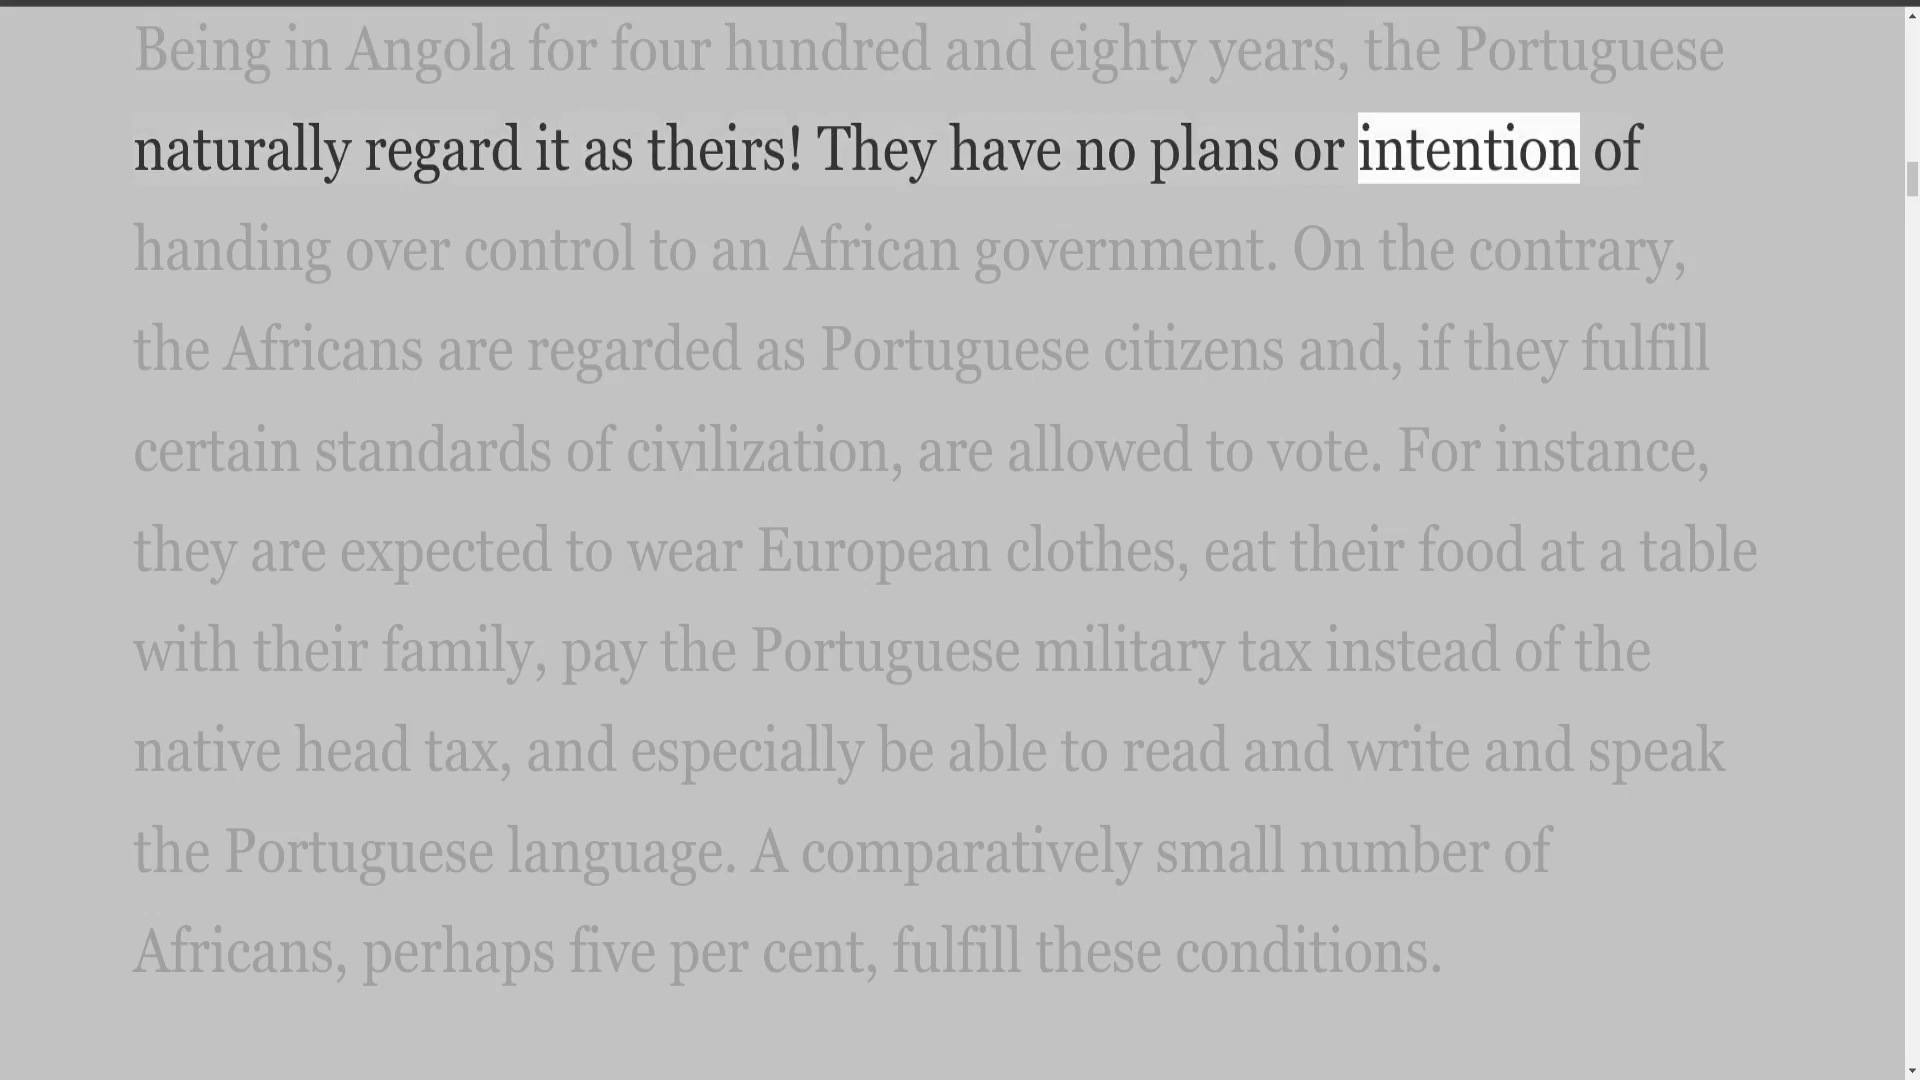 Being in Angola for four hundred and eighty years, the Portuguese
naturally regard it as theirs! They have no plans or intention of
handing over control to an African government. On the contrary,
the Africans are regarded as Portuguese citizens and, if they fulfill
certain standards of civilization, are allowed to vote. For instance,
they are expected to wear European clothes, eat their food at a table
with their family, pay the Portuguese military tax instead of the
native head tax, and especially be able to read and write and speak
the Portuguese language. A comparatively small number of
Africans, perhaps five per cent, fulfill these conditions.